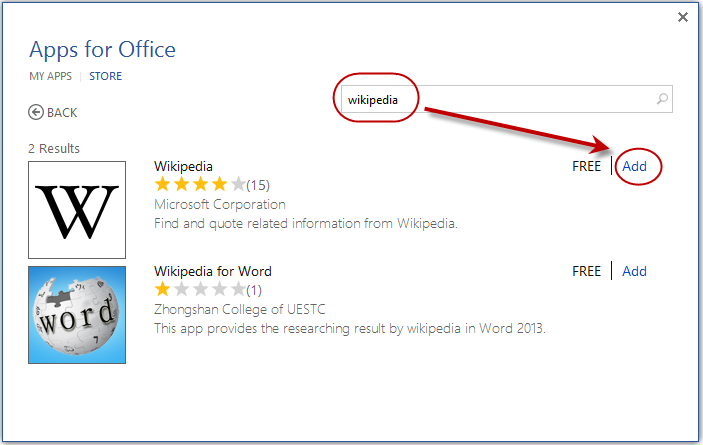 Apps for Office
MY APPS | STORE
wikipedia
BACK
2 Results
W
Wikipedia
FREE | Add
(15)
Microsoft Corporation
Find and quote related information from Wikipedia.
word
Wikipedia for Word
FREE | Add
(1)
Zhongshan College of UESTC
This app provides the researching result by wikipedia in Word 2013.